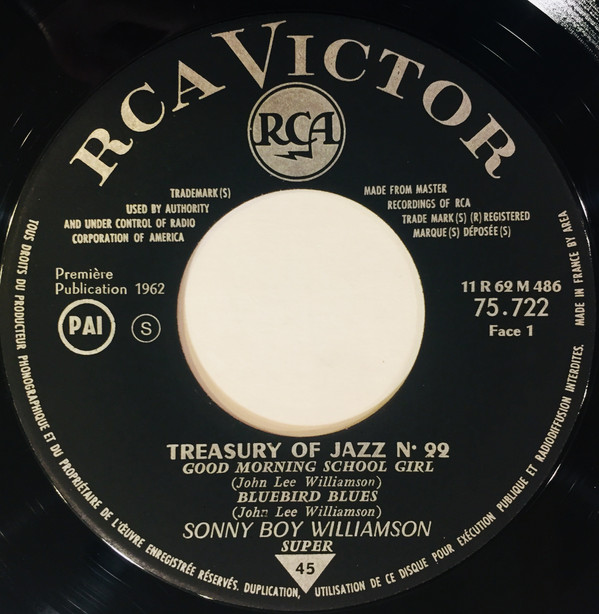 RCA VICTOR
RCA
TRADEMARK(S)
USED BY AUTHORITY
AND UNDER CONTROL OF RADIO
CORPORATION OF AMERICA
MADE FROM MASTER
RECORDINGS OF RCA
TRADE MARK(S) (R)REGISTERED
MARQUE(S) DÉPOSÉE(S)
Première
Publication 1962
PAI
S
11 R 62 M 486
75.722
Face 1
TREASURY OF JAZZ N· 22
GOOD MORNING SCHOOL GIRL
(John Lee Williamson)
BLUEBIRD BLUES
(John Lee Williamson)
SONNY BOY WILLIAMSON
SUPER
45
TOUS DROITS DU PRODUCTEUR PHONOGRAPHIQUE ET DU PROPRIÉTAIRE DE L'ŒUVRE ENREGISTRÉE RÉSERVÉS. DUPLICATION, UTILISATION DE CE DISQUE POUR EXÉCUTION PUBLIQUE ET RADIODIFFUSION INTERDITES. MADE IN FRANCE BY AREA